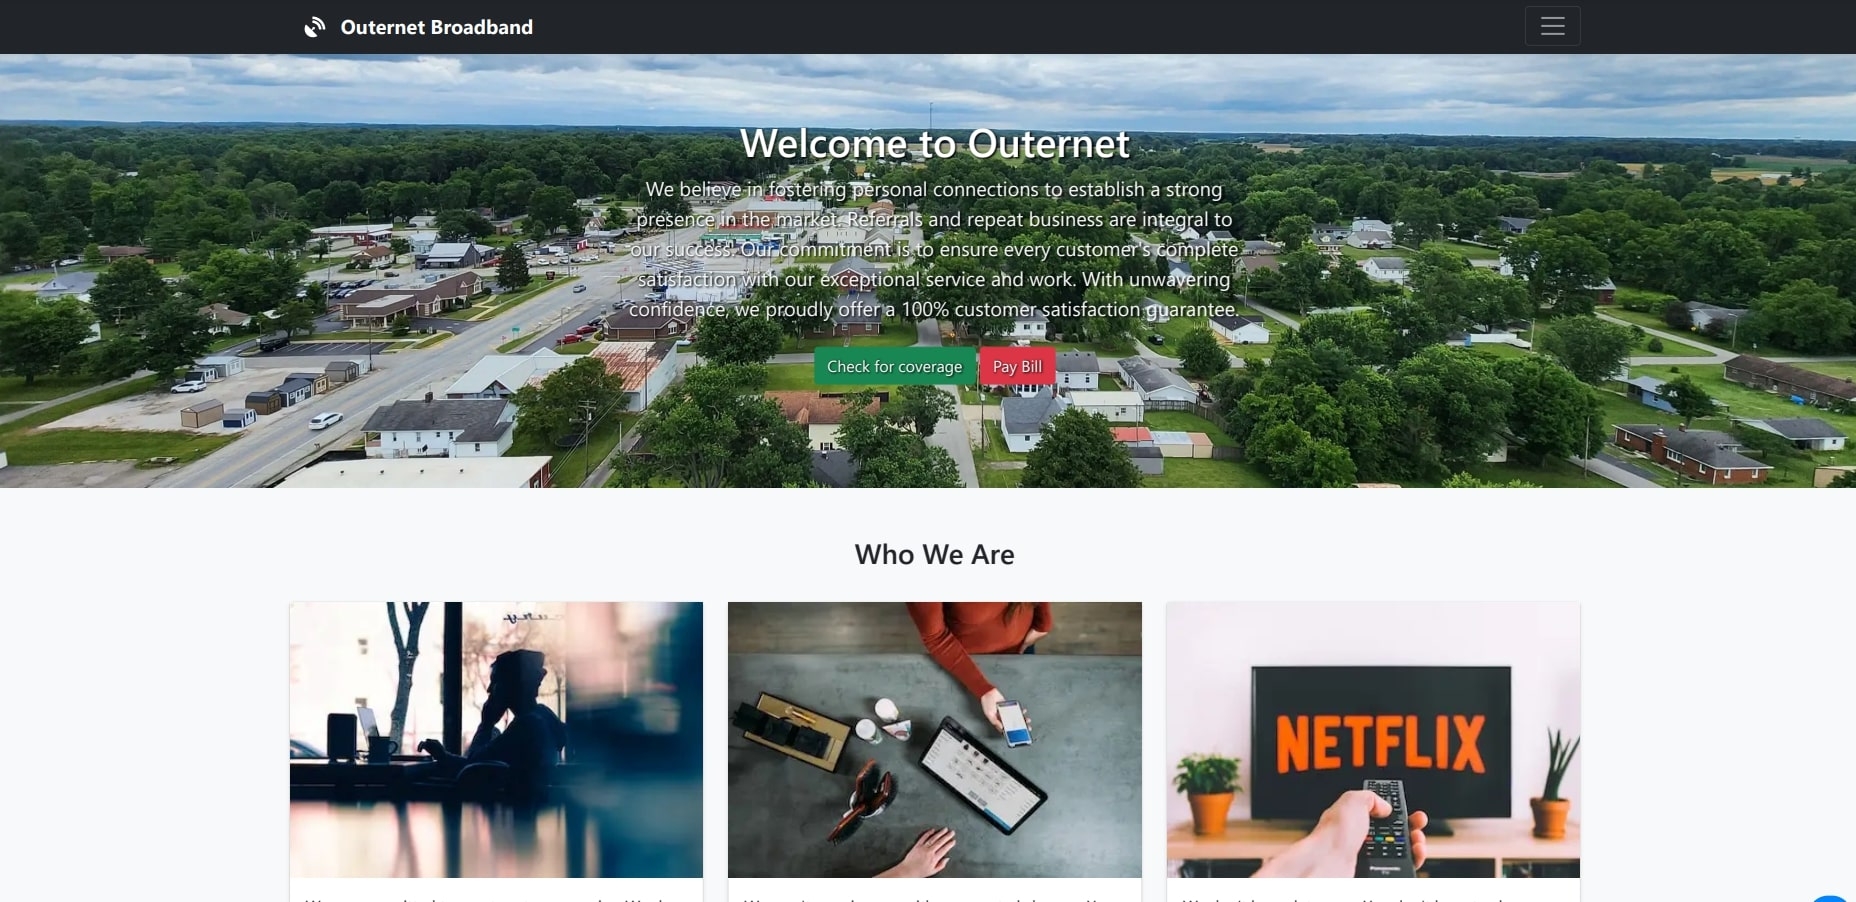 Outernet Broadband
Welcome to Outernet
We believe in fostering personal connections to establish a strong
presence in the market. Referrals and repeat business are integral to
our success. Our commitment is to ensure every customer's complete
satisfaction with our exceptional service and work. With unwavering
confidence, we proudly offer a 100% customer satisfaction guarantee.
Check for coverage Pay Bill
Who We Are
NETFLIX
Panasonic
TV